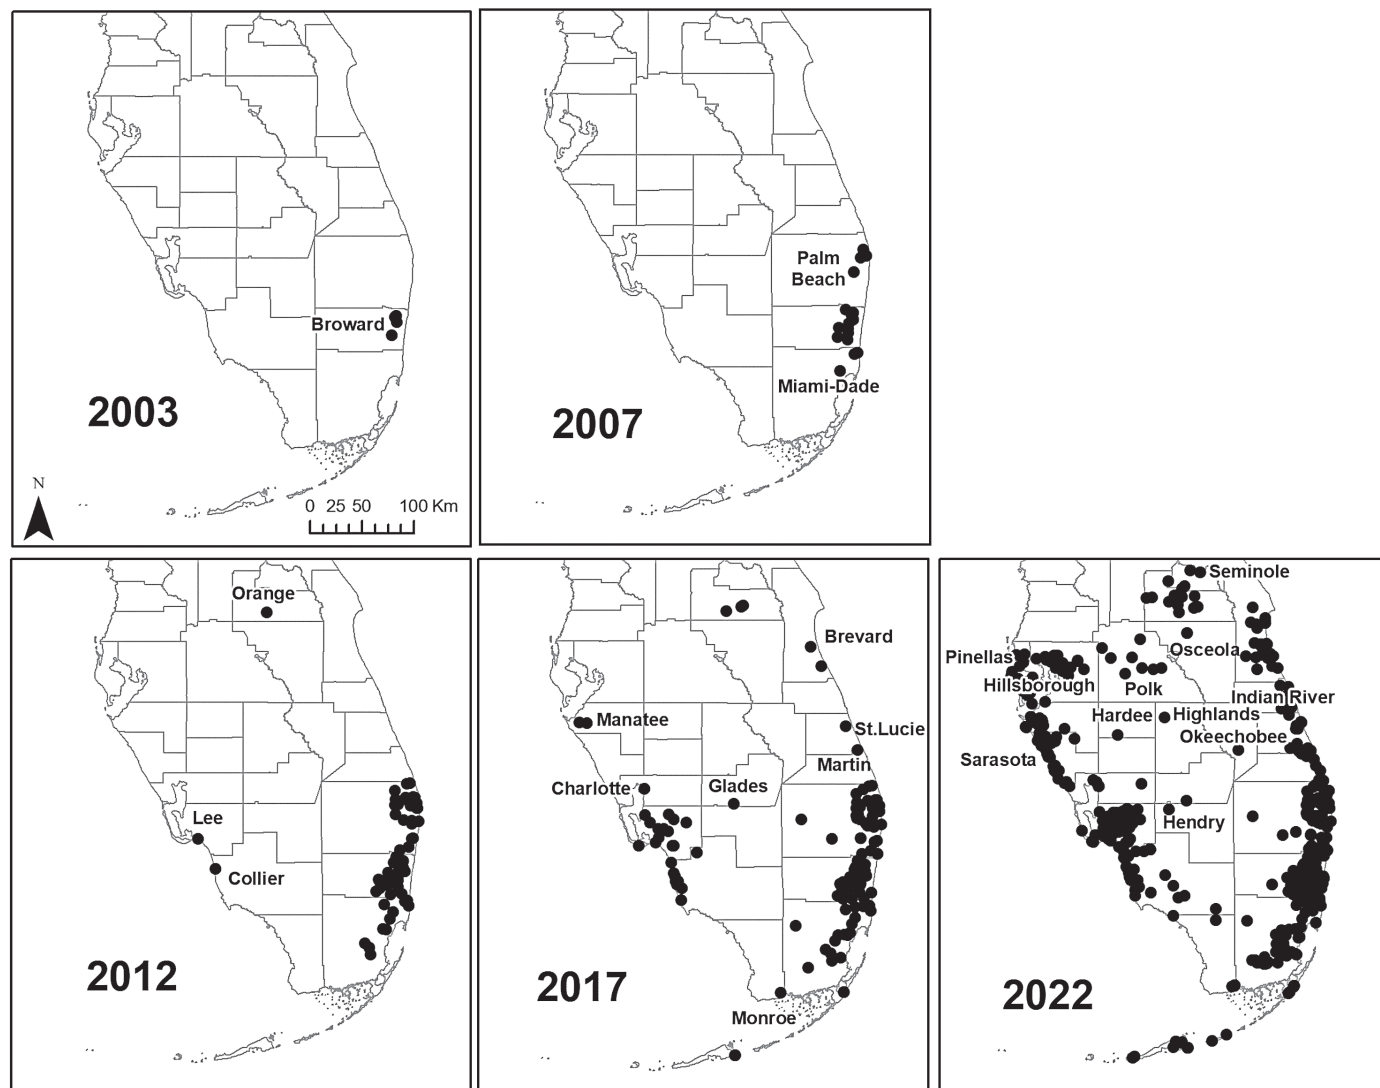 Broward
2003
N
0 25 50 100 Km
Palm
Beach
Miami-Dade
2007
Orange
Lee
Collier
2012
Brevard
Manatee
St.Lucie
Martin
Charlotte
Glades
2017
Monroe
Seminole
Osceola
Pinellas
Hillsborough
Polk
Indian River
Hardee
Highlands
Okeechobee
Sarasota
Hendry
2022